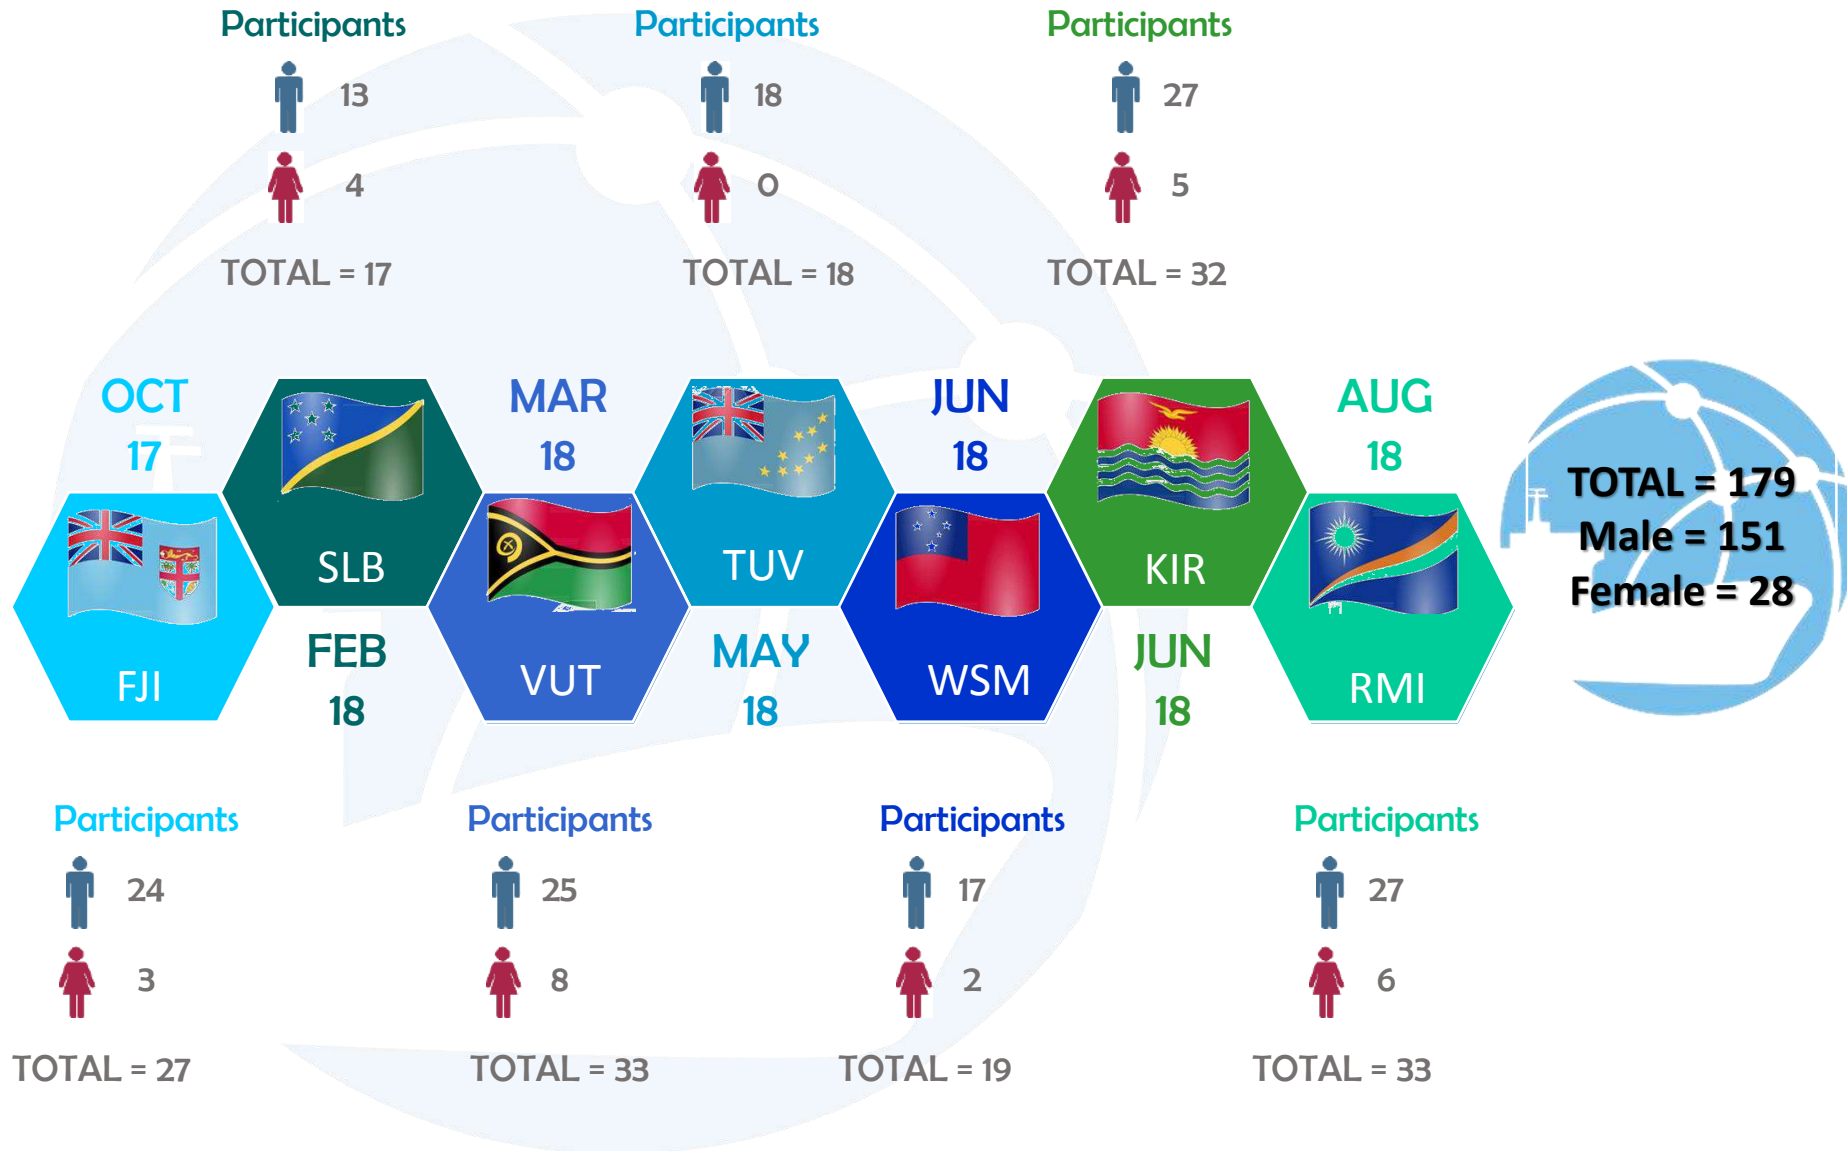 Participants
13
4
TOTAL = 17
Participants
18
0
TOTAL = 18
Participants
27
5
TOTAL = 32
OCT
17
FJI
SLB
FEB
18
MAR
18
VUT
TUV
MAY
18
JUN
18
WSM
KIR
JUN
18
AUG
18
RMI
TOTAL = 179
Male = 151
Female = 28
Participants
24
3
TOTAL = 27
Participants
25
8
TOTAL = 33
Participants
17
2
TOTAL = 19
Participants
27
6
TOTAL = 33